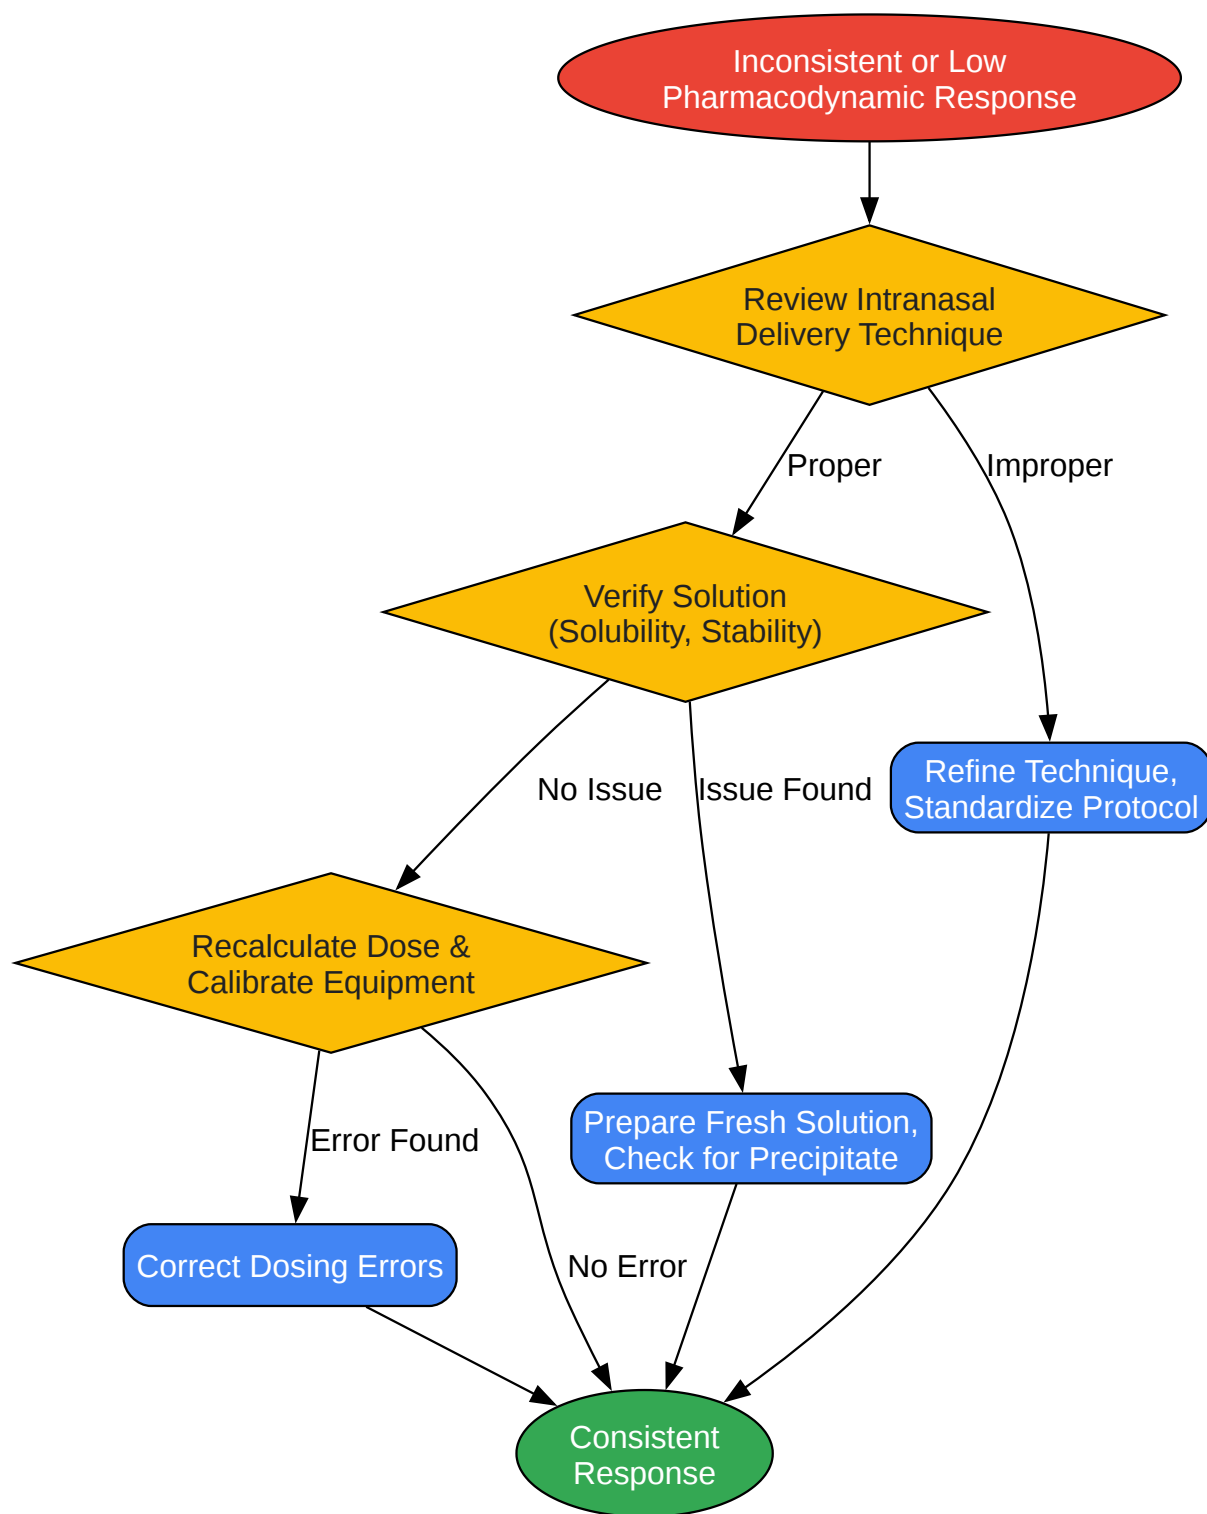 Inconsistent or Low
Pharmacodynamic Response
Review Intranasal
Delivery Technique
Proper
Improper
Verify Solution
(Solubility, Stability)
No Issue
Issue Found
Refine Technique,
Standardize Protocol
Recalculate Dose &
Calibrate Equipment
Error Found
Prepare Fresh Solution,
Check for Precipitate
Correct Dosing Errors
No Error
Consistent
Response